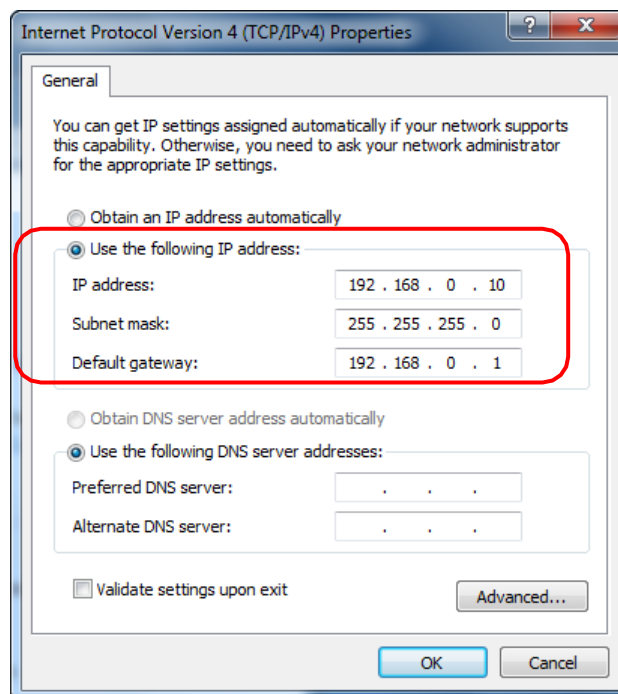 Internet Protocol Version 4 (TCP/IPv4) Properties
General
You can get IP settings assigned automatically if your network supports
this capability. Otherwise, you need to ask your network administrator
for the appropriate IP settings.
Obtain an IP address automatically
Use the following IP address:
IP address: 192 . 168 . 0 . 10
Subnet mask: 255 . 255 . 255 . 0
Default gateway: 192 . 168 . 0 . 1
Obtain DNS server address automatically
Use the following DNS server addresses:
Preferred DNS server: . . .
Alternate DNS server: . . .
Validate settings upon exit
Advanced...
OK Cancel